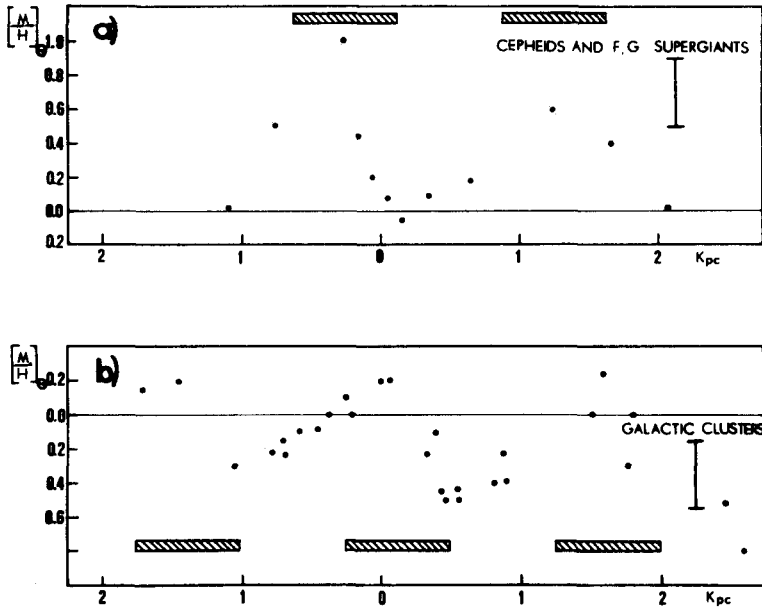 [M/H]⊙ a)
1.0
0.8
0.6
0.4
0.2
0.0
0.2
CEPHEIDS AND F, G SUPERGIANTS
2 1 0 1 2 Kpc
[M/H]⊙ b)
0.2
0.0
0.2
0.4
0.6
GALACTIC CLUSTERS
2 1 0 1 2 Kpc